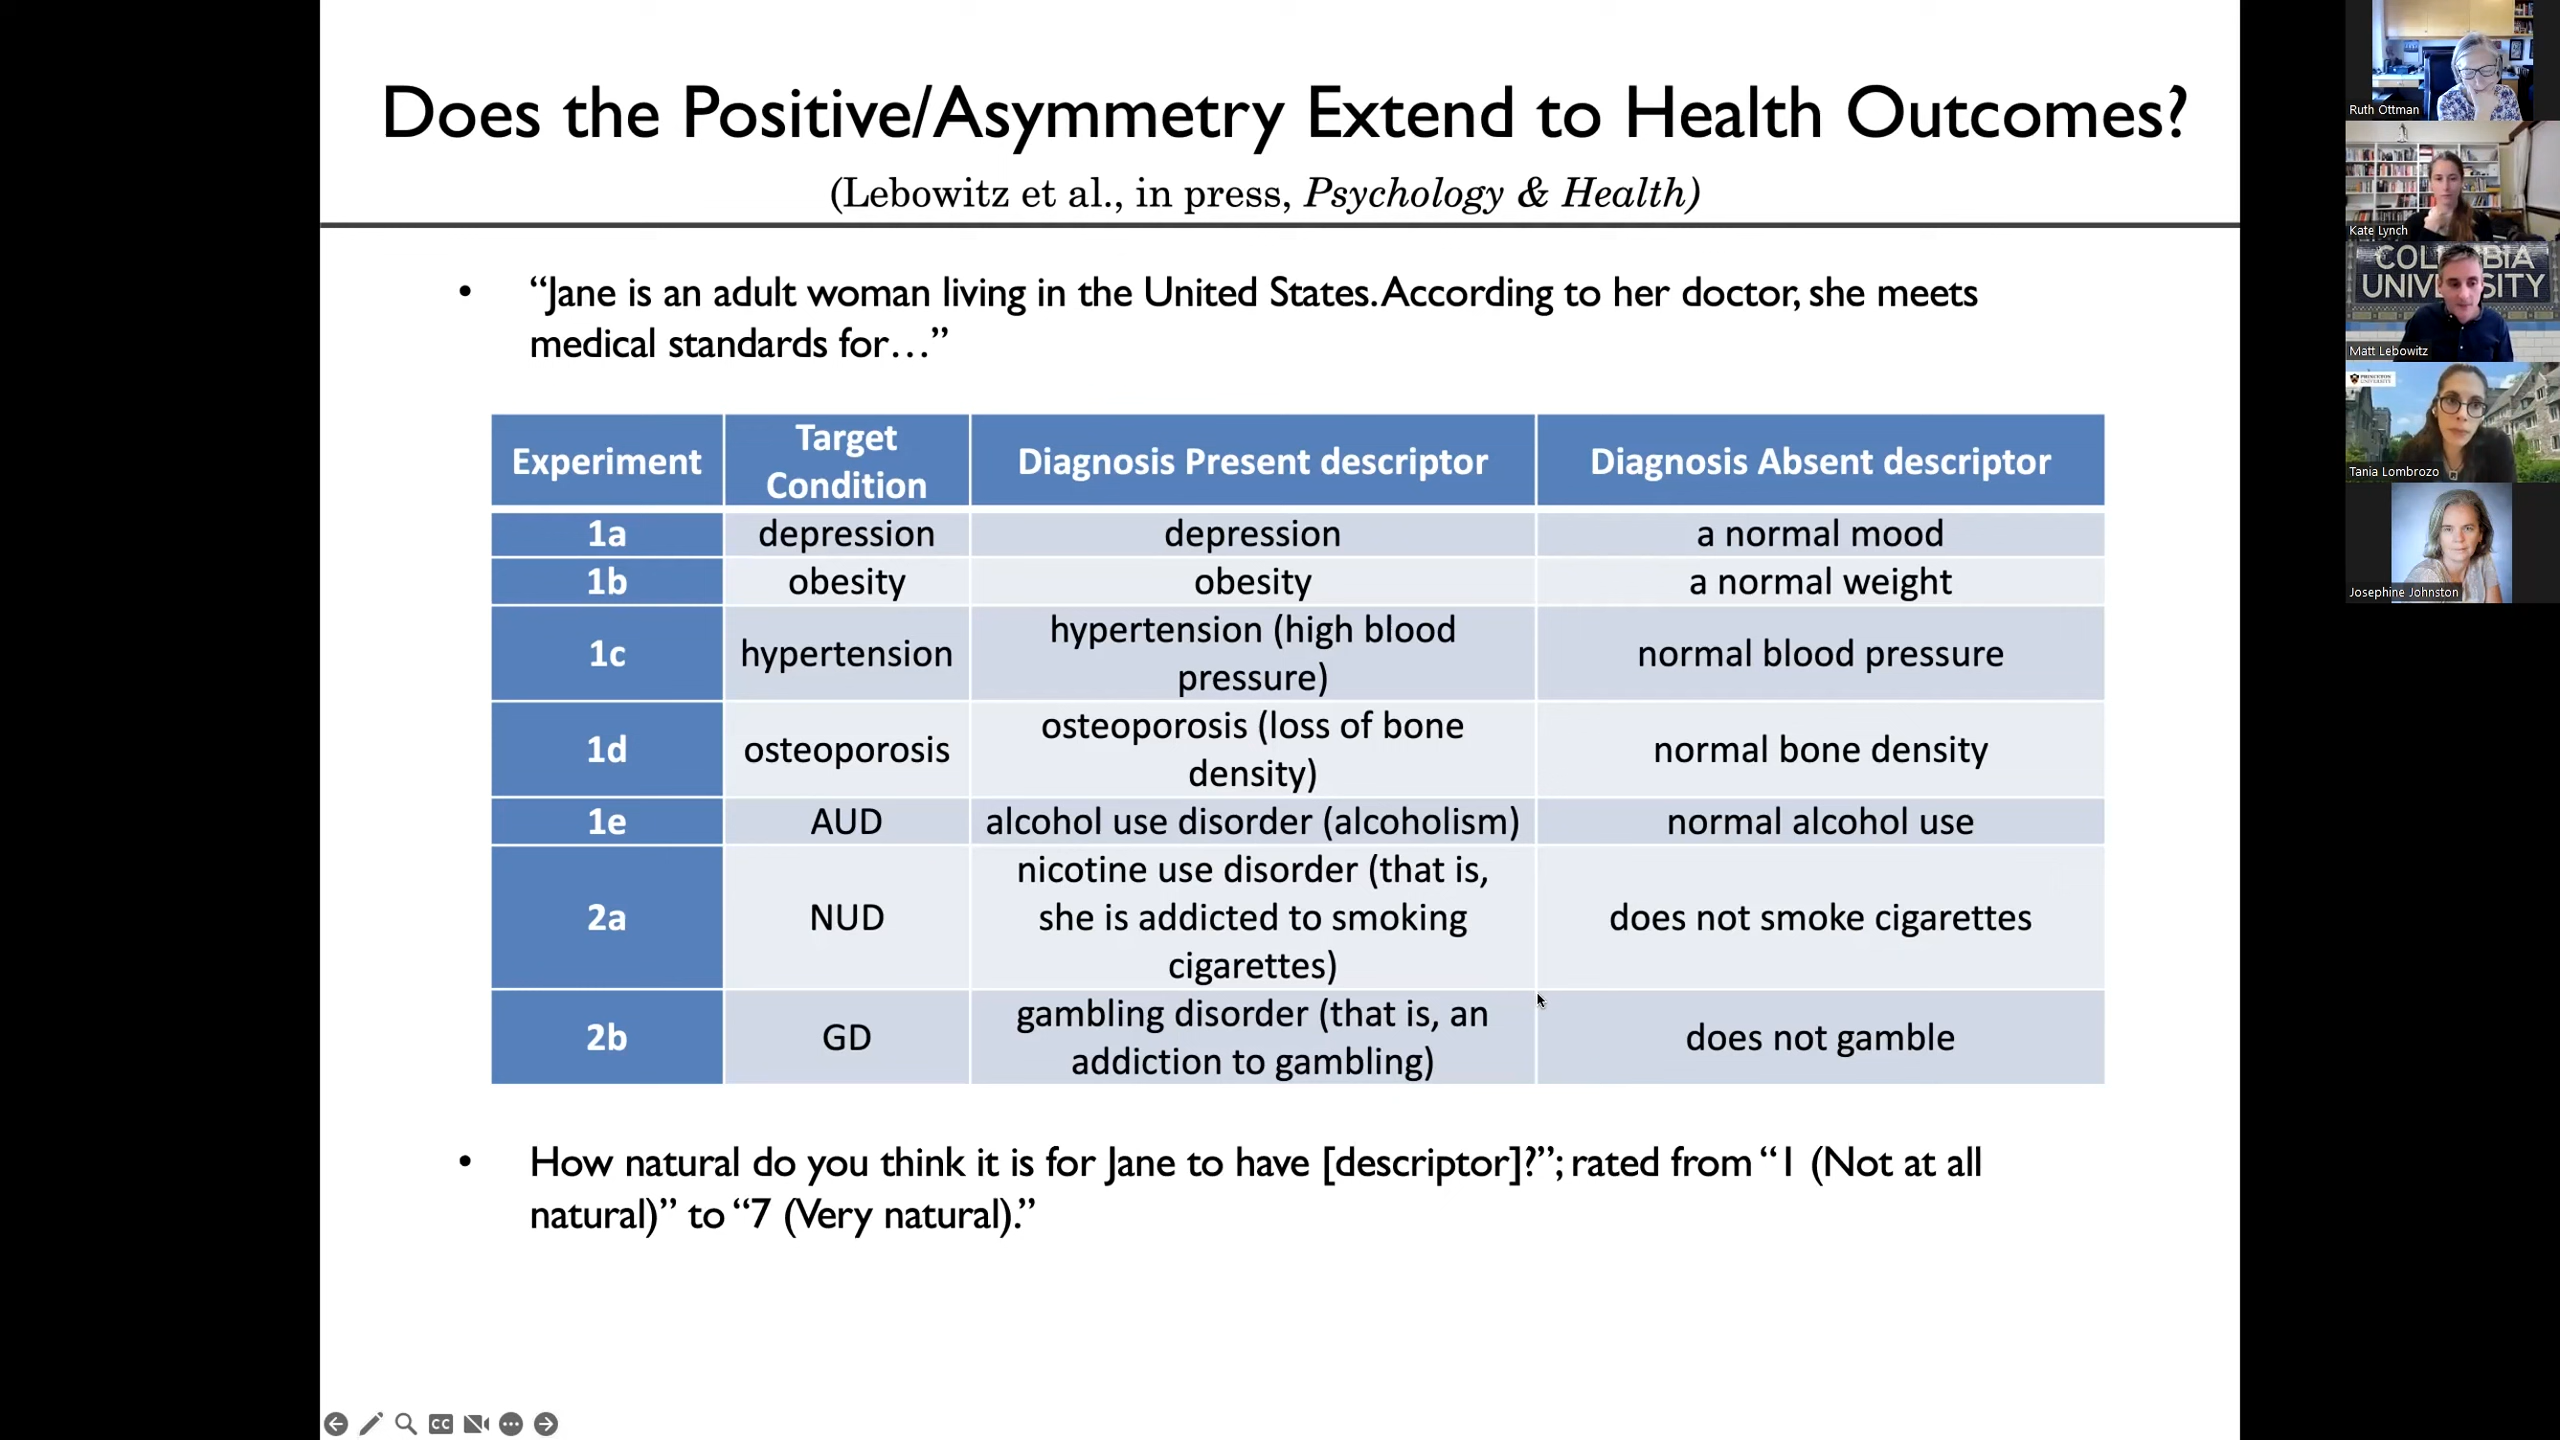 Does the Positive/Asymmetry Extend to Health Outcomes?
(Lebowitz et al., in press, Psychology & Health)
• “Jane is an adult woman living in the United States. According to her doctor, she meets
medical standards for…”
Experiment
Target
Condition
Diagnosis Present descriptor
Diagnosis Absent descriptor
1a
depression
depression
a normal mood
1b
obesity
obesity
a normal weight
1c
hypertension
hypertension (high blood
pressure)
normal blood pressure
1d
osteoporosis
osteoporosis (loss of bone
density)
normal bone density
1e
AUD
alcohol use disorder (alcoholism)
normal alcohol use
2a
NUD
nicotine use disorder (that is,
she is addicted to smoking
cigarettes)
does not smoke cigarettes
2b
GD
gambling disorder (that is, an
addiction to gambling)
does not gamble
• How natural do you think it is for Jane to have [descriptor]?”; rated from “1 (Not at all
natural)” to “7 (Very natural).”
CC
Ruth Ottman
Kate Lynch
COLUMBIA
UNIVERSITY
Matt Lebowitz
PRINCETON
UNIVERSITY
Tania Lombrozo
Josephine Johnston